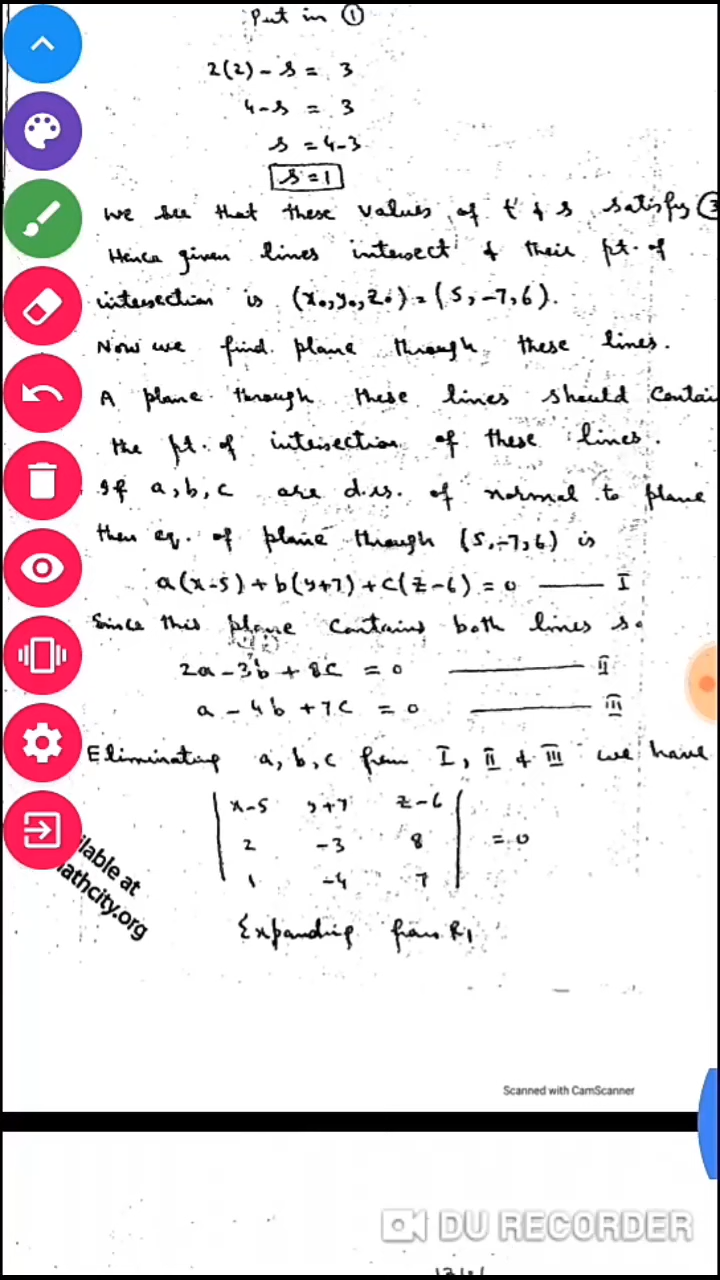 Put in ①
2(2) - s = 3
4 - s = 3
s = 4-3
s = 1
We see that these values of t & s satisfy
Hence given lines intersect & their pt. of
intersection is (x₀, y₀, z₀) = (5, -7, 6).
Now we find plane through these lines.
A plane through these lines should contai
the pt. of intersection of these lines.
If a, b, c are d.rs. of normal to plane
then eq. of plane through (5, -7, 6) is
a(x-5) + b(y+7) + c(z-6) = 0 —— I
Since this plane contains both lines so
2a - 3b + 8c = 0 —— II
a - 4b + 7c = 0 —— III
Eliminating a, b, c from I, II & III we have
| x-5 y+7 z-6 |
| 2 -3 8 | = 0
| 1 -4 7 |
Expanding from R₁
ilable at
athcity.org
Scanned with CamScanner
DU RECORDER